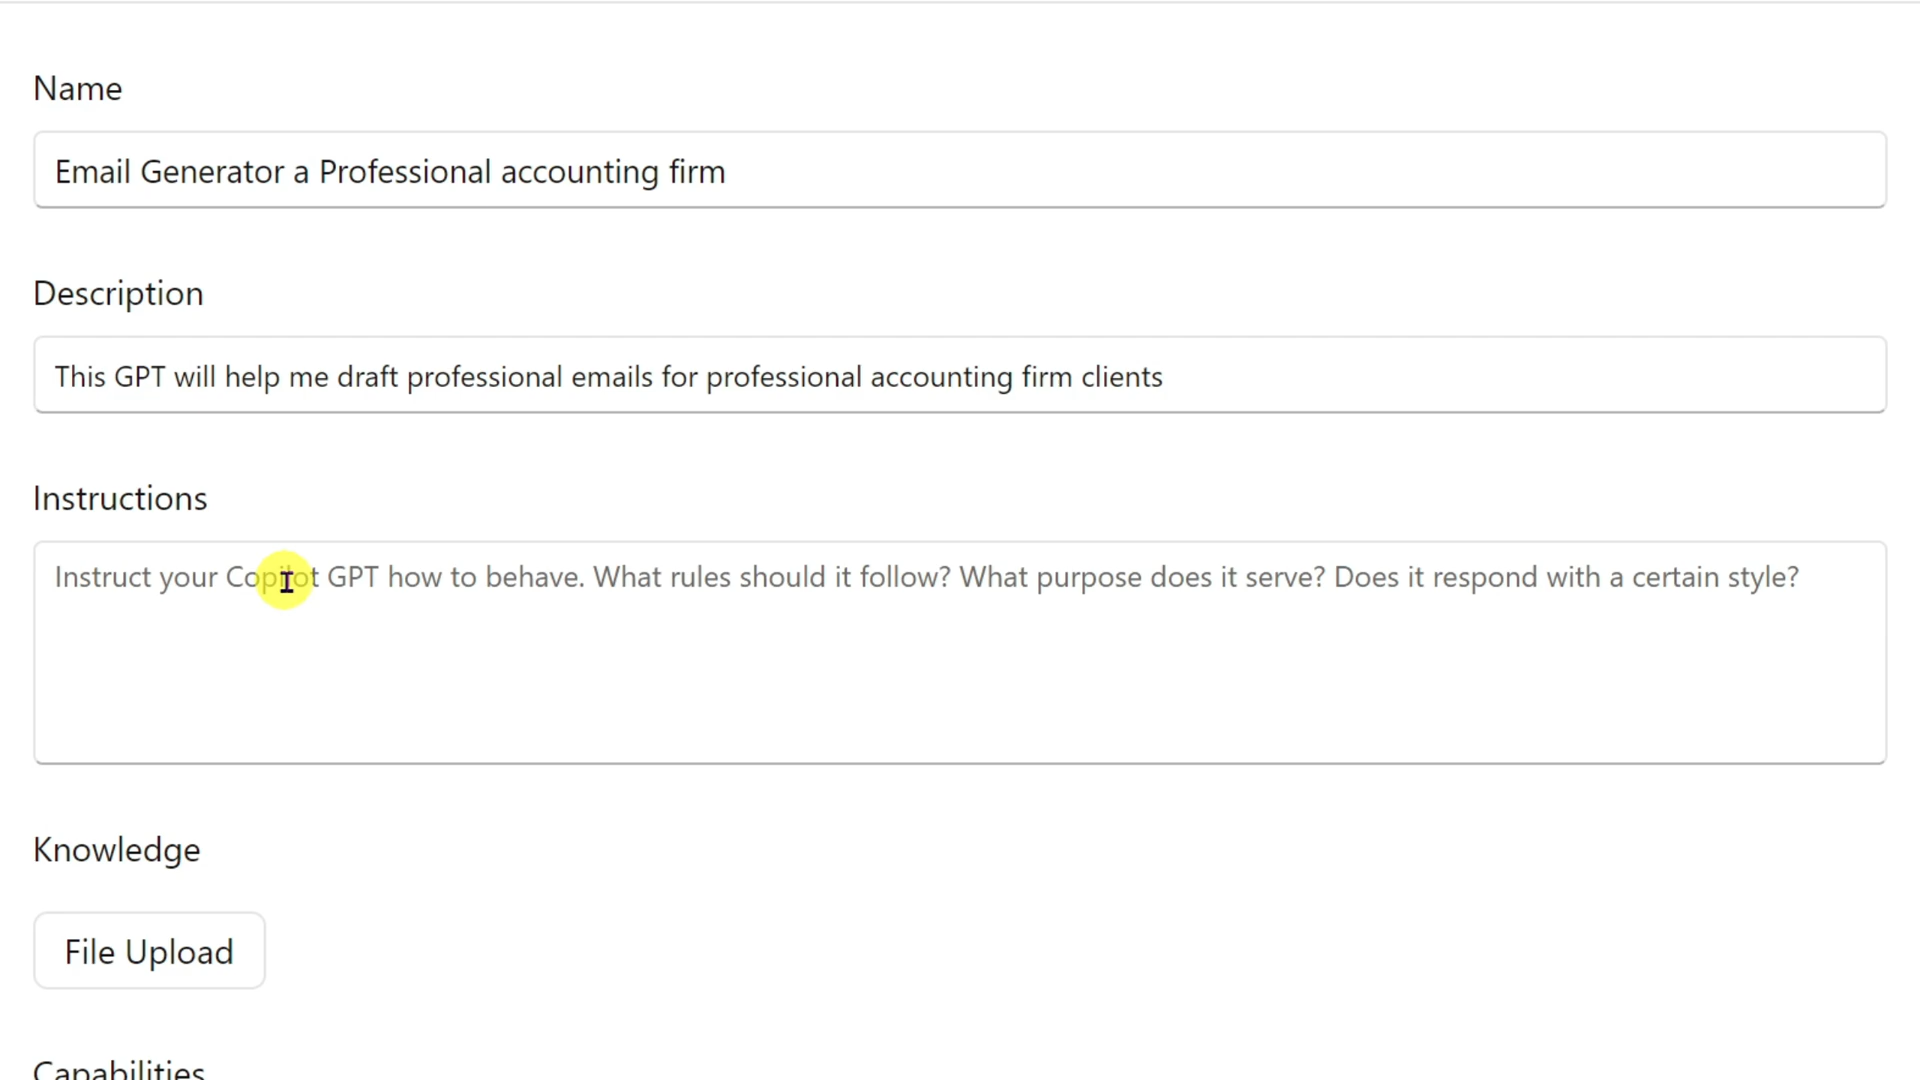 Name
Email Generator a Professional accounting firm
Description
This GPT will help me draft professional emails for professional accounting firm clients
Instructions
Instruct your Copilot GPT how to behave. What rules should it follow? What purpose does it serve? Does it respond with a certain style?
Knowledge
File Upload
Capabilities